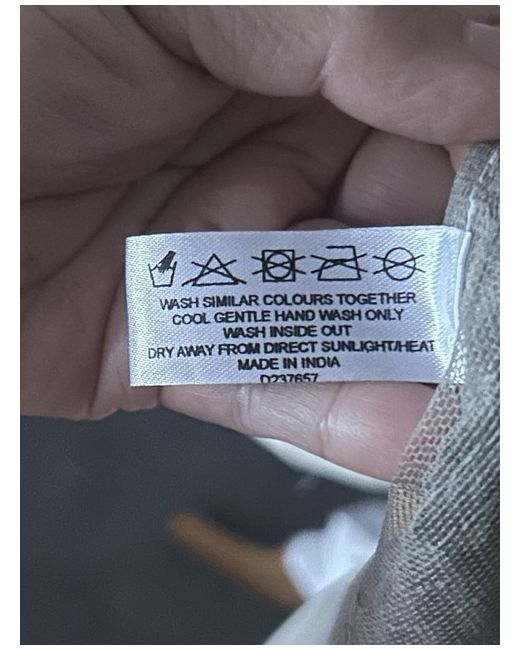 WASH SIMILAR COLOURS TOGETHER
COOL GENTLE HAND WASH ONLY
WASH INSIDE OUT
DRY AWAY FROM DIRECT SUNLIGHT/HEAT
MADE IN INDIA
D237657